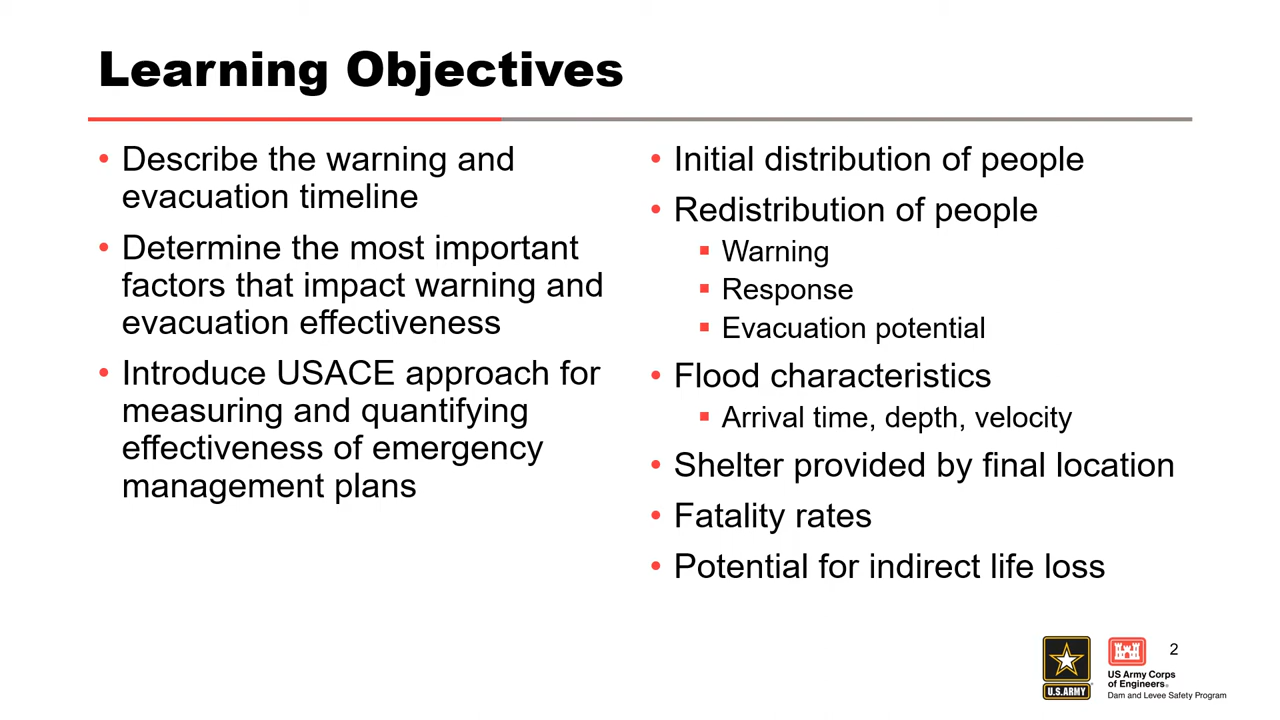 Learning Objectives
• Describe the warning and
evacuation timeline
• Determine the most important
factors that impact warning and
evacuation effectiveness
• Introduce USACE approach for
measuring and quantifying
effectiveness of emergency
management plans
• Initial distribution of people
• Redistribution of people
▪ Warning
▪ Response
▪ Evacuation potential
• Flood characteristics
▪ Arrival time, depth, velocity
• Shelter provided by final location
• Fatality rates
• Potential for indirect life loss
U.S.ARMY
US Army Corps
of Engineers®
Dam and Levee Safety Program
2